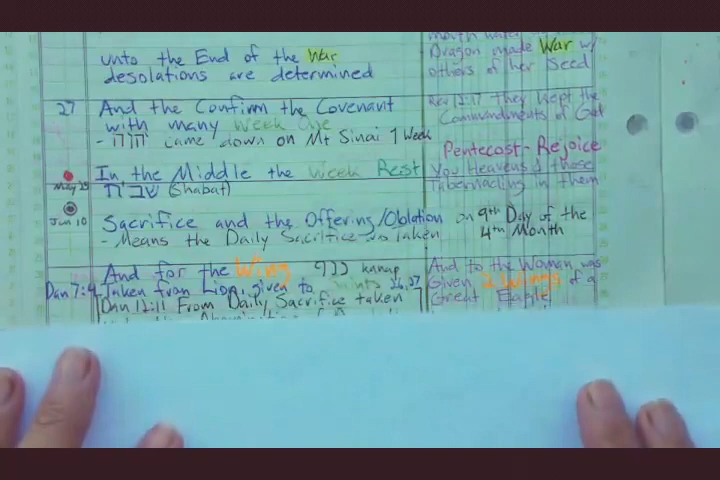 unto the End of the War
desolations are determined
27 And the Confirm the Covenant
with many Week One
- יהוה came down on Mt Sinai 1 Week
In the Middle the week Rest
May 25 שבית (Shabat)
Jun 10 Sacrifice and the Offering/Oblation on 9th Day of the
- Means the Daily Sacrifice was taken 4th Month
And for the Wing כנף kanap
Dan 7:4 Taken from Lion, given to Saints
Dan 12:11 From Daily Sacrifice taken
Dragon made War w/
others of her Seed
Rev 12:17 They kept the
Commandments of God
Pentecost - Rejoice
You Heavens & those
Tabernacling in them
And to the Women was
Given 2 Wings of a
Great Eagle